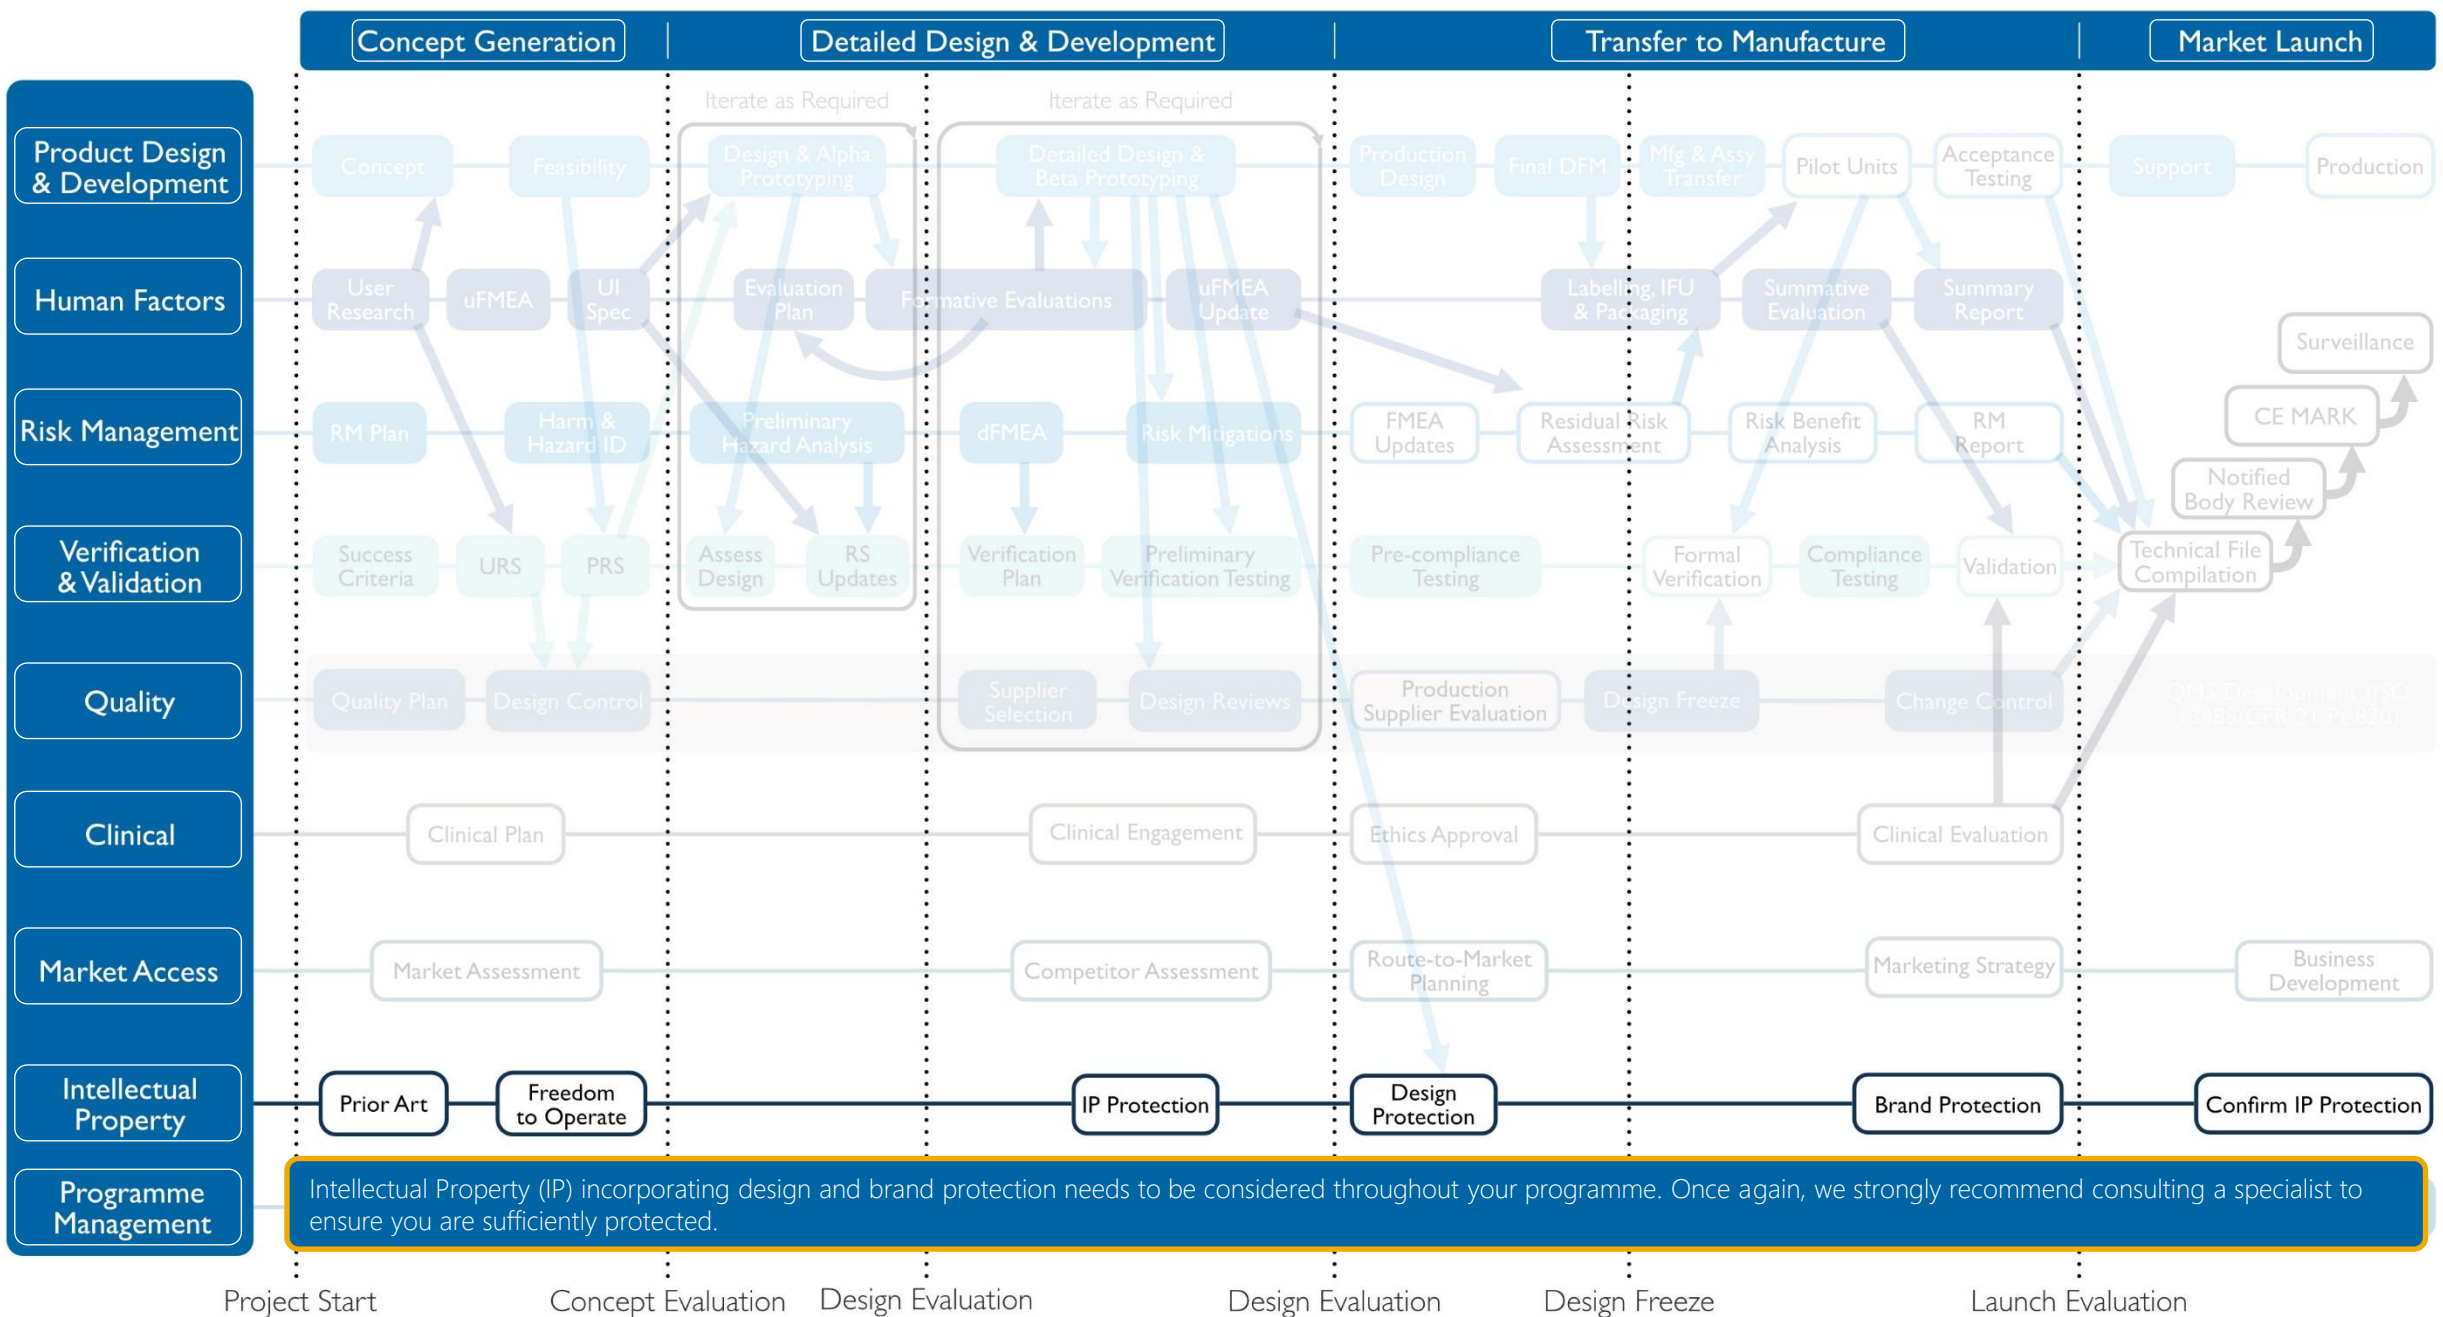 Concept Generation
Detailed Design & Development
Transfer to Manufacture
Market Launch
Iterate as Required
Iterate as Required
Product Design
& Development
Concept
Feasibility
Design & Alpha
Prototyping
Detailed Design &
Beta Prototyping
Production
Design
Final DFM
Mfg & Assy
Transfer
Pilot Units
Acceptance
Testing
Support
Production
Human Factors
User
Research
uFMEA
UI
Spec
Evaluation
Plan
Formative Evaluations
uFMEA
Update
Labelling, IFU
& Packaging
Summative
Evaluation
Summary
Report
Surveillance
CE MARK
Notified
Body Review
Risk Management
RM Plan
Harm &
Hazard ID
Preliminary
Hazard Analysis
dFMEA
Risk Mitigations
FMEA
Updates
Residual Risk
Assessment
Risk Benefit
Analysis
RM
Report
Verification
& Validation
Success
Criteria
URS
PRS
Assess
Design
RS
Updates
Verification
Plan
Preliminary
Verification Testing
Pre-compliance
Testing
Formal
Verification
Compliance
Testing
Validation
Technical File
Compilation
Quality
Quality Plan
Design Control
Supplier
Selection
Design Reviews
Production
Supplier Evaluation
Design Freeze
Change Control
QMS Development (ISO
13485/CFR 21 Pt 820)
Clinical
Clinical Plan
Clinical Engagement
Ethics Approval
Clinical Evaluation
Market Access
Market Assessment
Competitor Assessment
Route-to-Market
Planning
Marketing Strategy
Business
Development
Intellectual
Property
Prior Art
Freedom
to Operate
IP Protection
Design
Protection
Brand Protection
Confirm IP Protection
Programme
Management
Intellectual Property (IP) incorporating design and brand protection needs to be considered throughout your programme. Once again, we strongly recommend consulting a specialist to
ensure you are sufficiently protected.
Project Start
Concept Evaluation
Design Evaluation
Design Evaluation
Design Freeze
Launch Evaluation